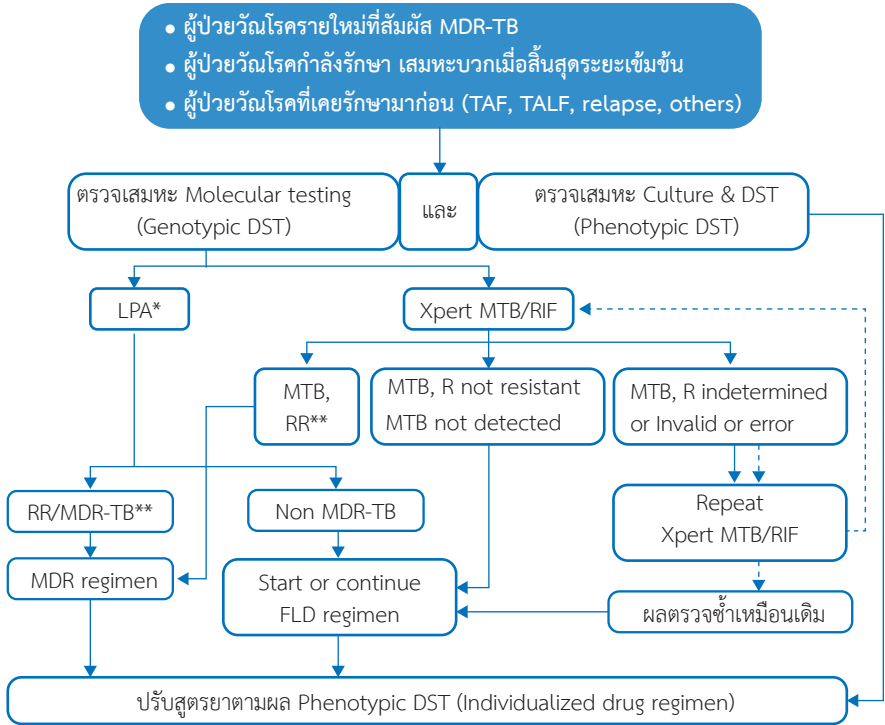 • ผู้ป่วยวัณโรครายใหม่ที่สัมผัส MDR-TB
• ผู้ป่วยวัณโรคกำลังรักษา เสมหะบวกเมื่อสิ้นสุดระยะเข้มข้น
• ผู้ป่วยวัณโรคที่เคยรักษามาก่อน (TAF, TALF, relapse, others)
ตรวจเสมหะ Molecular testing
(Genotypic DST)
และ
ตรวจเสมหะ Culture & DST
(Phenotypic DST)
LPA*
Xpert MTB/RIF
MTB,
RR**
MTB, R not resistant
MTB not detected
MTB, R indetermined
or Invalid or error
RR/MDR-TB**
Non MDR-TB
Repeat
Xpert MTB/RIF
MDR regimen
Start or continue
FLD regimen
ผลตรวจซ้ำเหมือนเดิม
ปรับสูตรยาตามผล Phenotypic DST (Individualized drug regimen)